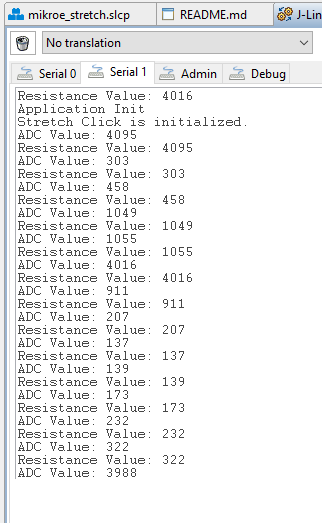 mikroe_stretch.slcp README.md J-Lin
No translation
Serial 0 Serial 1 Admin Debug
Resistance Value: 4016
Application Init
Stretch Click is initialized.
ADC Value: 4095
Resistance Value: 4095
ADC Value: 303
Resistance Value: 303
ADC Value: 458
Resistance Value: 458
ADC Value: 1049
Resistance Value: 1049
ADC Value: 1055
Resistance Value: 1055
ADC Value: 4016
Resistance Value: 4016
ADC Value: 911
Resistance Value: 911
ADC Value: 207
Resistance Value: 207
ADC Value: 137
Resistance Value: 137
ADC Value: 139
Resistance Value: 139
ADC Value: 173
Resistance Value: 173
ADC Value: 232
Resistance Value: 232
ADC Value: 322
Resistance Value: 322
ADC Value: 3988